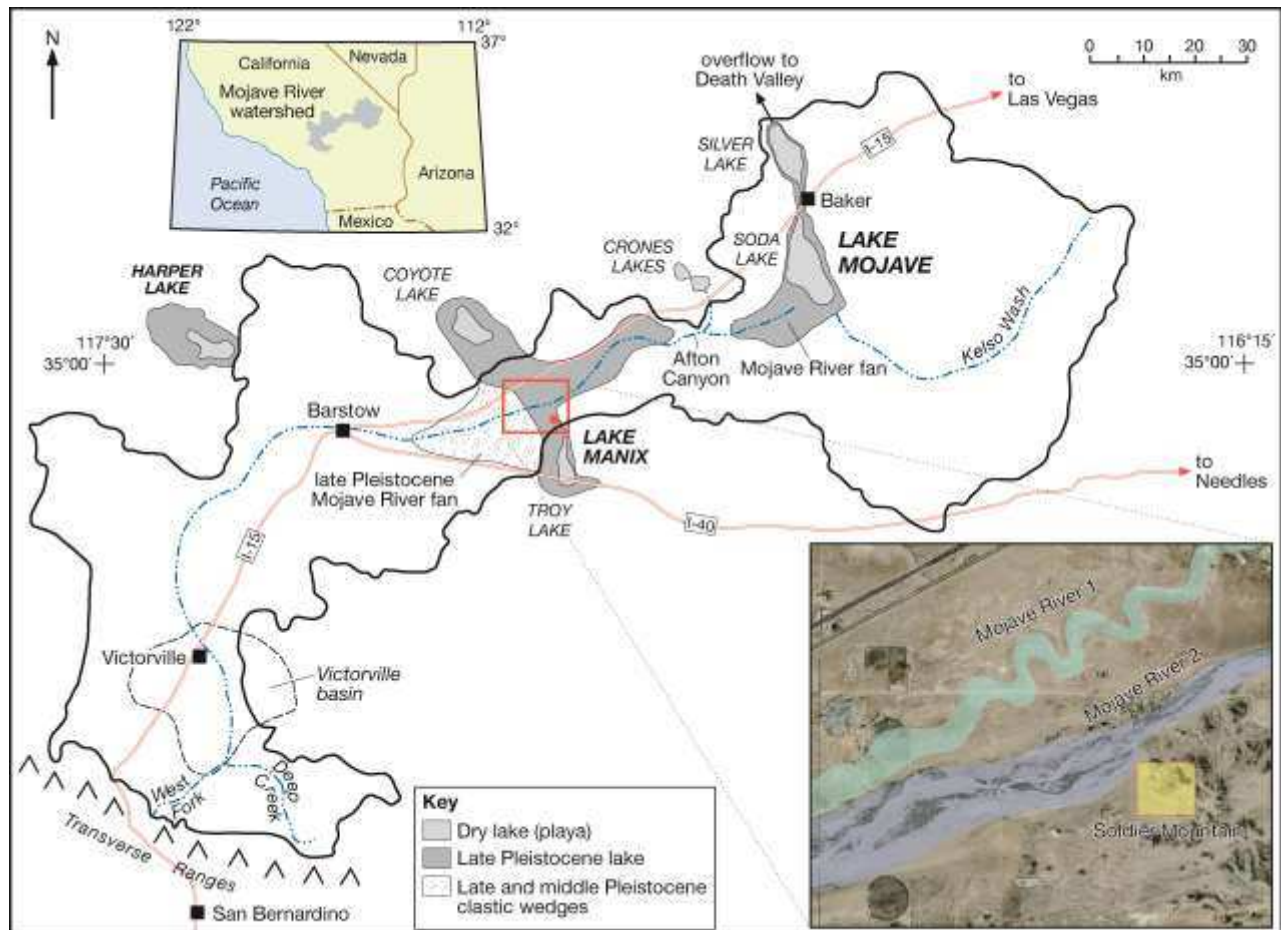 122°
112°
37°
32°
N
California
Nevada
Mojave River
watershed
Arizona
Pacific
Ocean
Mexico
0 10 20 30
km
overflow to
Death Valley
to
Las Vegas
SILVER
LAKE
I-15
Baker
SODA
LAKE
LAKE
MOJAVE
CRONES
LAKES
COYOTE
LAKE
HARPER
LAKE
117°30´
35°00´
116°15´
35°00´
Kelso Wash
Afton
Canyon
Mojave River fan
Barstow
LAKE
MANIX
late Pleistocene
Mojave River fan
TROY
LAKE
to
Needles
I-40
I-15
Victorville
Victorville
basin
West
Fork
Deep
Creek
Transverse Ranges
San Bernardino
Key
Dry lake (playa)
Late Pleistocene lake
Late and middle Pleistocene
clastic wedges
Mojave River 1
Mojave River 2
Soldier Mountain